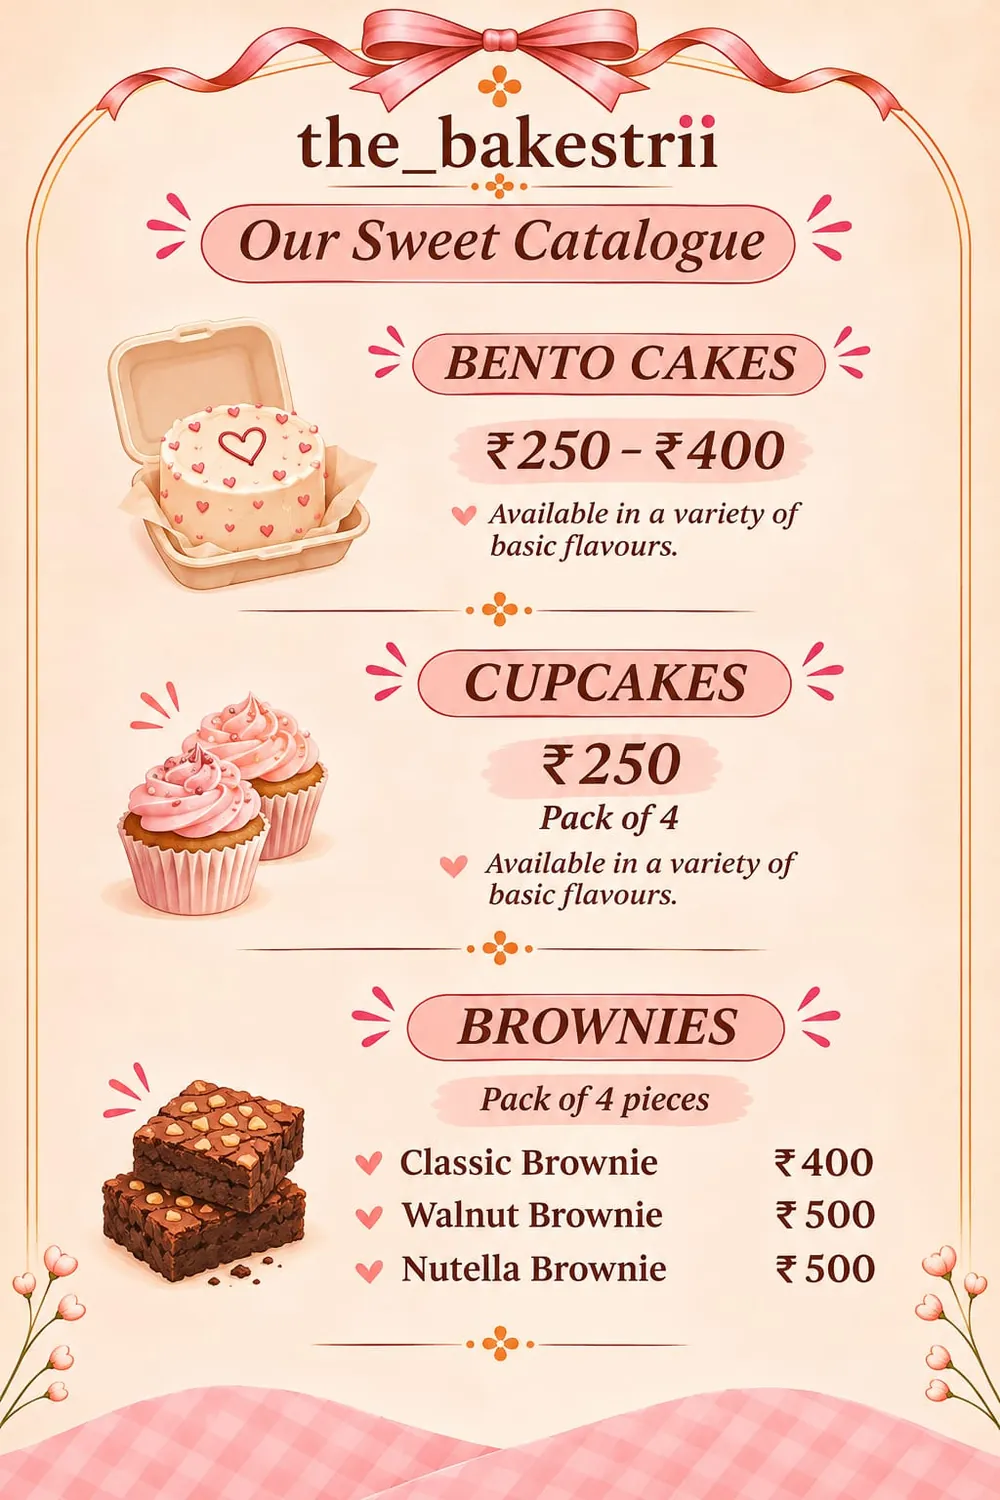 the_bakestrii
Our Sweet Catalogue
BENTO CAKES
₹250 – ₹400
Available in a variety of
basic flavours.
CUPCAKES
₹250
Pack of 4
Available in a variety of
basic flavours.
BROWNIES
Pack of 4 pieces
Classic Brownie ₹400
Walnut Brownie ₹500
Nutella Brownie ₹500